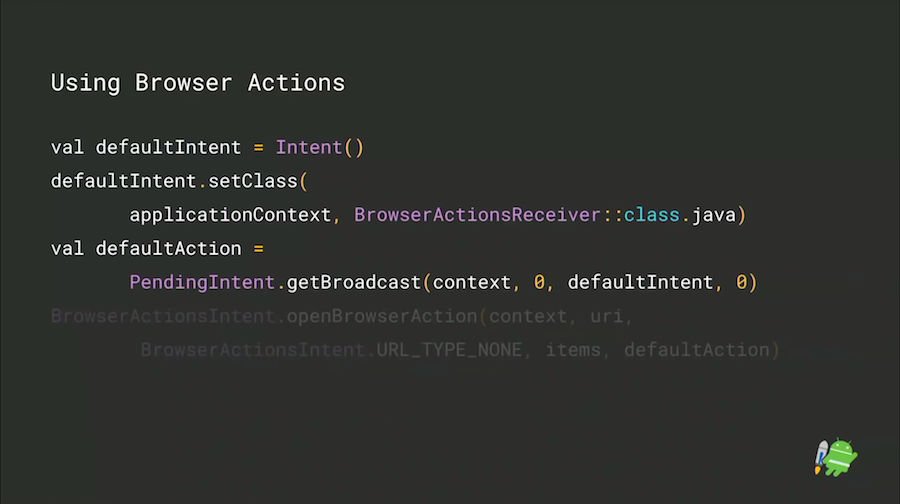 Using Browser Actions
val defaultIntent = Intent()
defaultIntent.setClass(
applicationContext, BrowserActionsReceiver::class.java)
val defaultAction =
PendingIntent.getBroadcast(context, 0, defaultIntent, 0)
BrowserActionsIntent.openBrowserAction(context, uri,
BrowserActionsIntent.URL_TYPE_NONE, items, defaultAction)